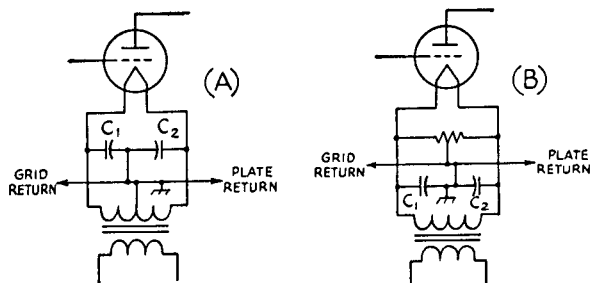 (A)
C1 C2
GRID RETURN
PLATE RETURN
(B)
GRID RETURN
PLATE RETURN
C1 C2